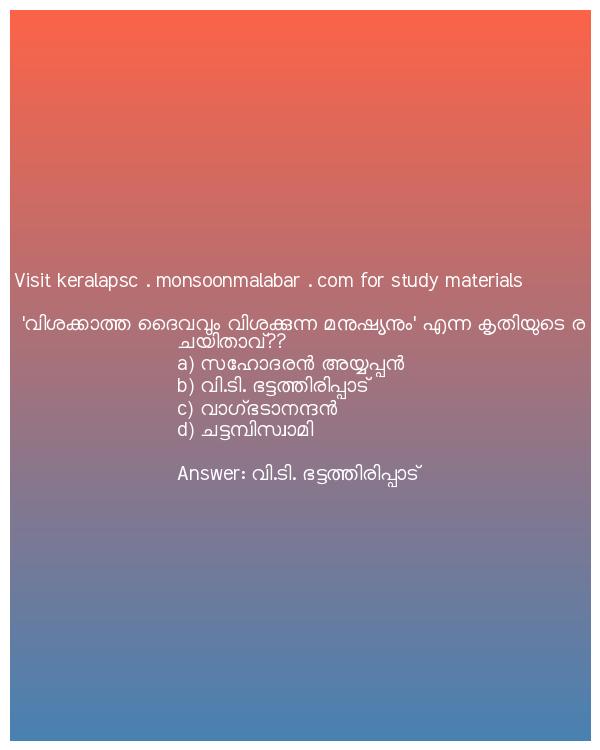 Visit keralapsc . monsoonmalabar . com for study materials
'വിശക്കാത്ത ദൈവവും വിശക്കുന്ന മനുഷ്യനും' എന്ന കൃതിയുടെ ര
ചയിതാവ്??
a) സഹോദരൻ അയ്യപ്പൻ
b) വി.ടി. ഭട്ടത്തിരിപ്പാട്
c) വാഗ്ഭടാനന്ദൻ
d) ചട്ടമ്പിസ്വാമി
Answer: വി.ടി. ഭട്ടത്തിരിപ്പാട്